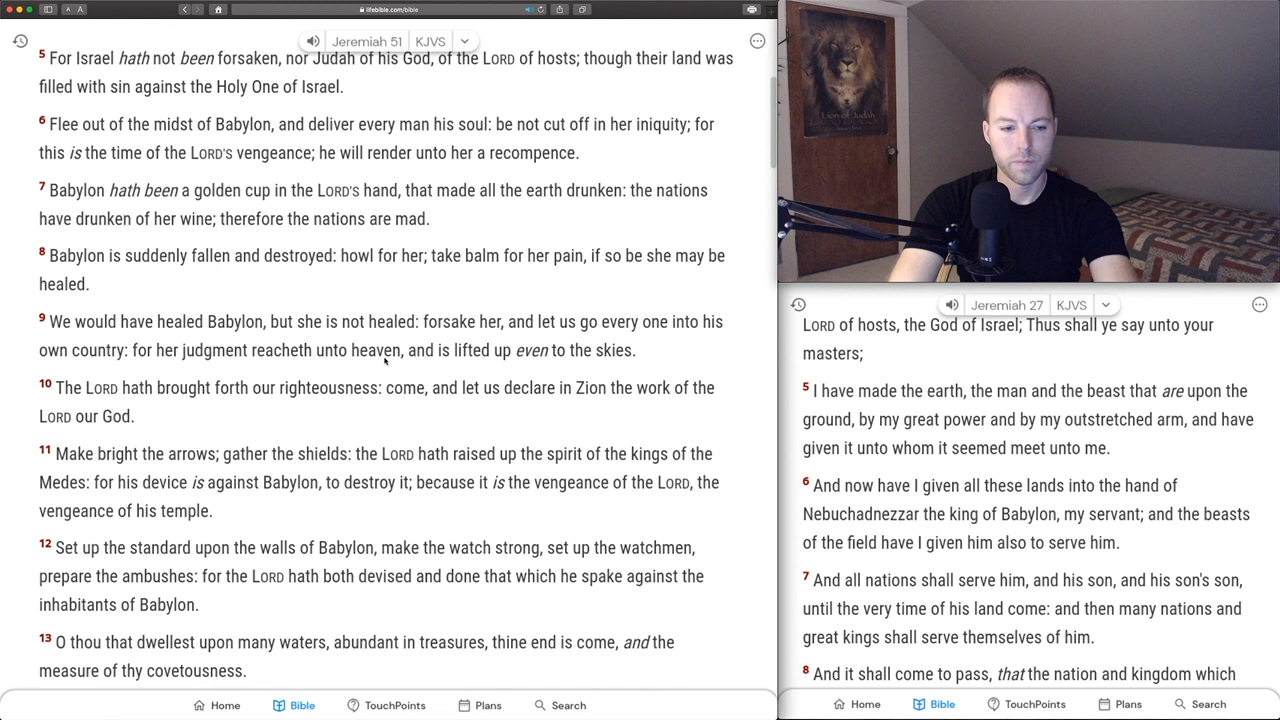 A A
lifebible.com/bible
Jeremiah 51 KJVS
5 For Israel hath not been forsaken, nor Judah of his God, of the LORD of hosts; though their land was
filled with sin against the Holy One of Israel.
6 Flee out of the midst of Babylon, and deliver every man his soul: be not cut off in her iniquity; for
this is the time of the LORD'S vengeance; he will render unto her a recompence.
7 Babylon hath been a golden cup in the LORD'S hand, that made all the earth drunken: the nations
have drunken of her wine; therefore the nations are mad.
8 Babylon is suddenly fallen and destroyed: howl for her; take balm for her pain, if so be she may be
healed.
9 We would have healed Babylon, but she is not healed: forsake her, and let us go every one into his
own country: for her judgment reacheth unto heaven, and is lifted up even to the skies.
10 The LORD hath brought forth our righteousness: come, and let us declare in Zion the work of the
LORD our God.
11 Make bright the arrows; gather the shields: the LORD hath raised up the spirit of the kings of the
Medes: for his device is against Babylon, to destroy it; because it is the vengeance of the LORD, the
vengeance of his temple.
12 Set up the standard upon the walls of Babylon, make the watch strong, set up the watchmen,
prepare the ambushes: for the LORD hath both devised and done that which he spake against the
inhabitants of Babylon.
13 O thou that dwellest upon many waters, abundant in treasures, thine end is come, and the
measure of thy covetousness.
Home Bible TouchPoints Plans Search
Lion of Judah
Jeremiah 27 KJVS
LORD of hosts, the God of Israel; Thus shall ye say unto your
masters;
5 I have made the earth, the man and the beast that are upon the
ground, by my great power and by my outstretched arm, and have
given it unto whom it seemed meet unto me.
6 And now have I given all these lands into the hand of
Nebuchadnezzar the king of Babylon, my servant; and the beasts
of the field have I given him also to serve him.
7 And all nations shall serve him, and his son, and his son's son,
until the very time of his land come: and then many nations and
great kings shall serve themselves of him.
8 And it shall come to pass, that the nation and kingdom which
Home Bible TouchPoints Plans Search